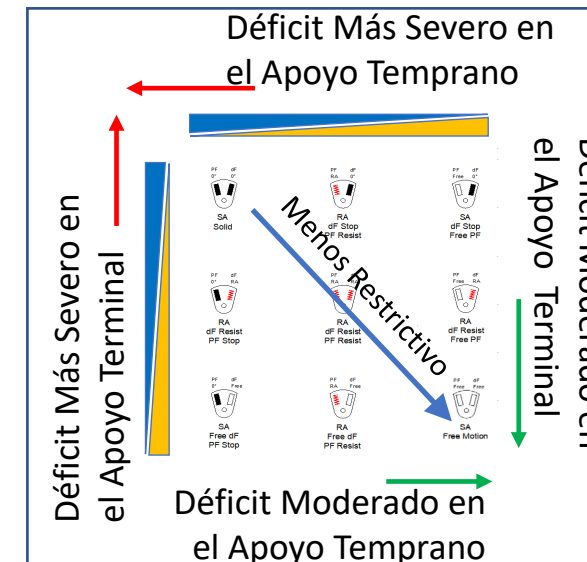 Déficit Más Severo en
el Apoyo Temprano
Déficit Más Severo en
el Apoyo Terminal
PF dF
0° 0°
SA
Solid
PF dF
RA 0°
RA
dF Stop
PF Resist
PF dF
Free 0°
SA
dF Stop
Free PF
Menos Restrictivo
PF dF
0° RA
RA
dF Resist
PF Stop
PF dF
RA RA
RA
dF Resist
PF Resist
PF dF
Free RA
RA
dF Resist
Free PF
PF dF
0° Free
SA
Free dF
PF Stop
PF dF
RA Free
RA
Free dF
PF Resist
PF dF
Free Free
SA
Free Motion
Déficit Moderado en
el Apoyo Terminal
Déficit Moderado en
el Apoyo Temprano